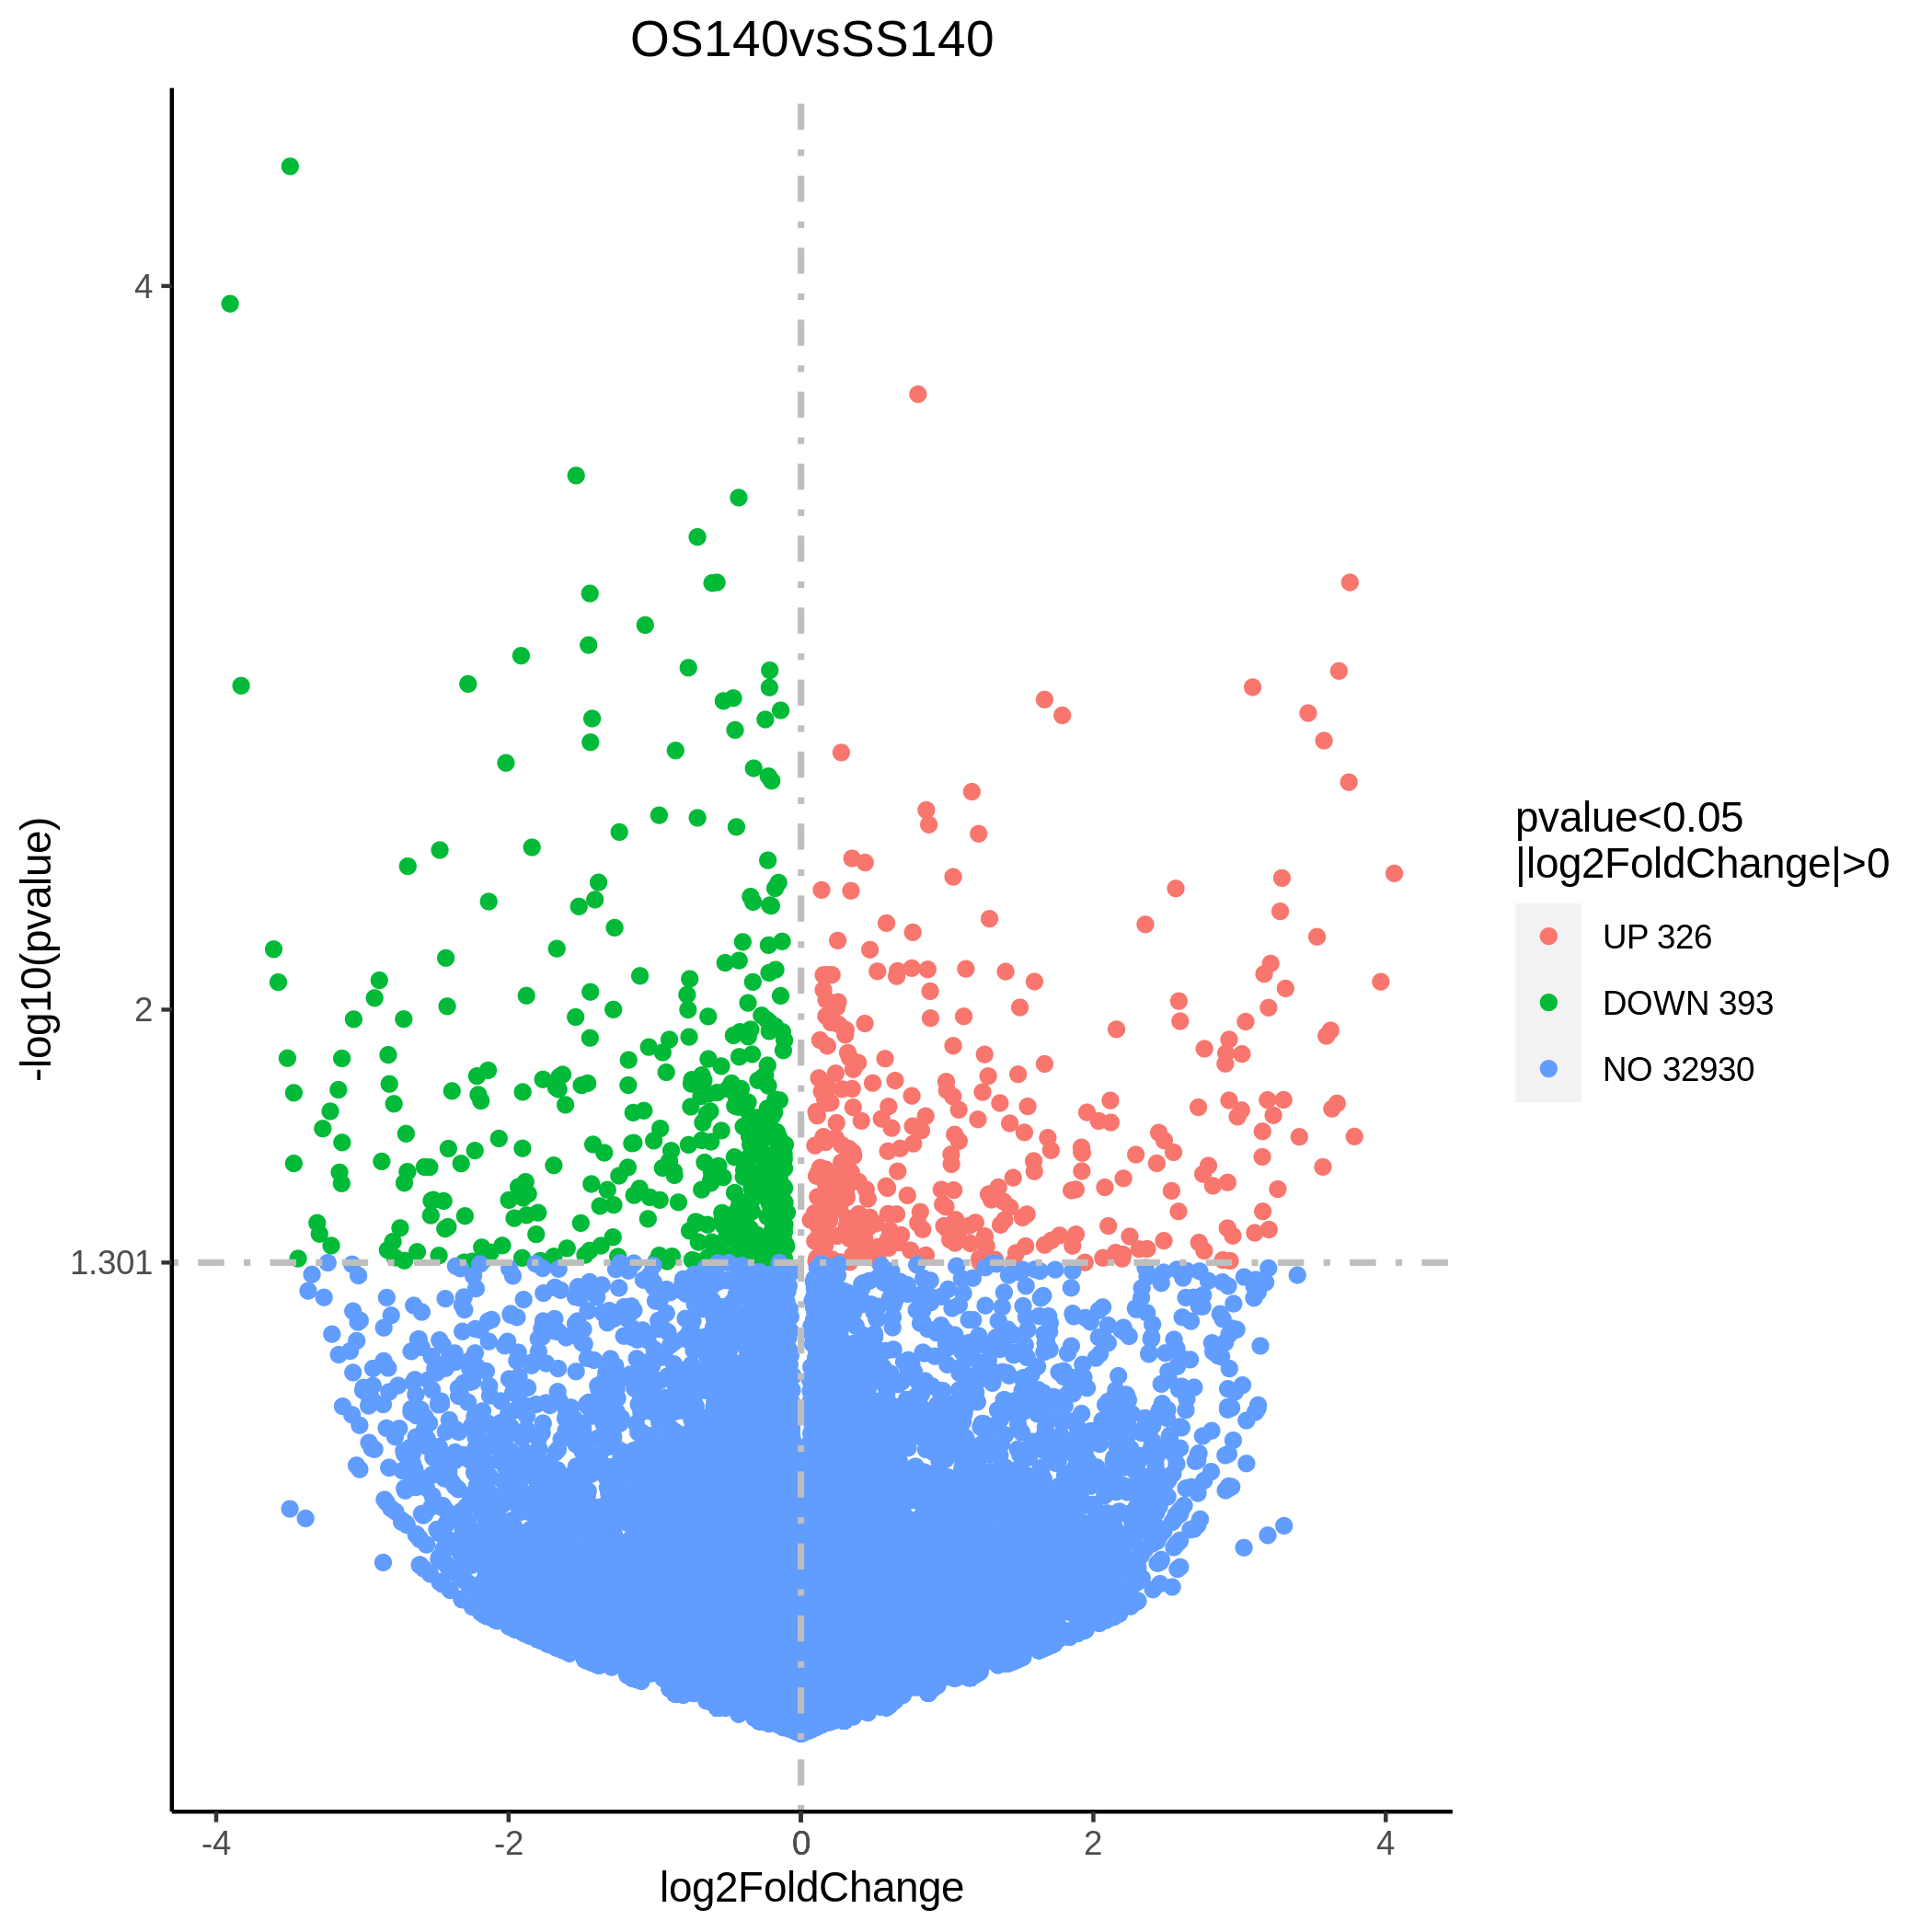 OS140vsSS140
-log10(pvalue)
4
2
1.301
-4
-2
0
2
4
log2FoldChange
pvalue<0.05
|log2FoldChange|>0
UP 326
DOWN 393
NO 32930